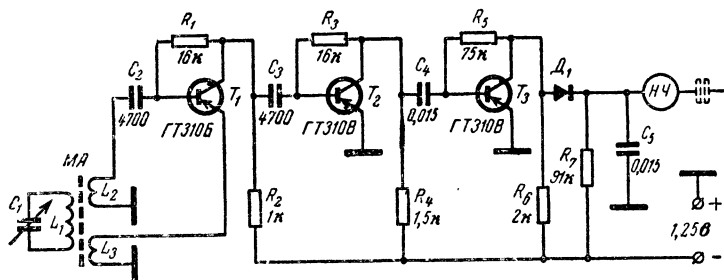 R₁
16к
C₂
4700
T₁
ГТ310Б
C₃
4700
R₃
16к
T₂
ГТ310В
C₄
0,015
R₅
75к
T₃
ГТ310В
Д₁
НЧ
C₅
0,015
R₇
91к
МА
C₁
L₁
L₂
L₃
R₂
1к
R₄
1,5к
R₆
2к
+
1,25в
-